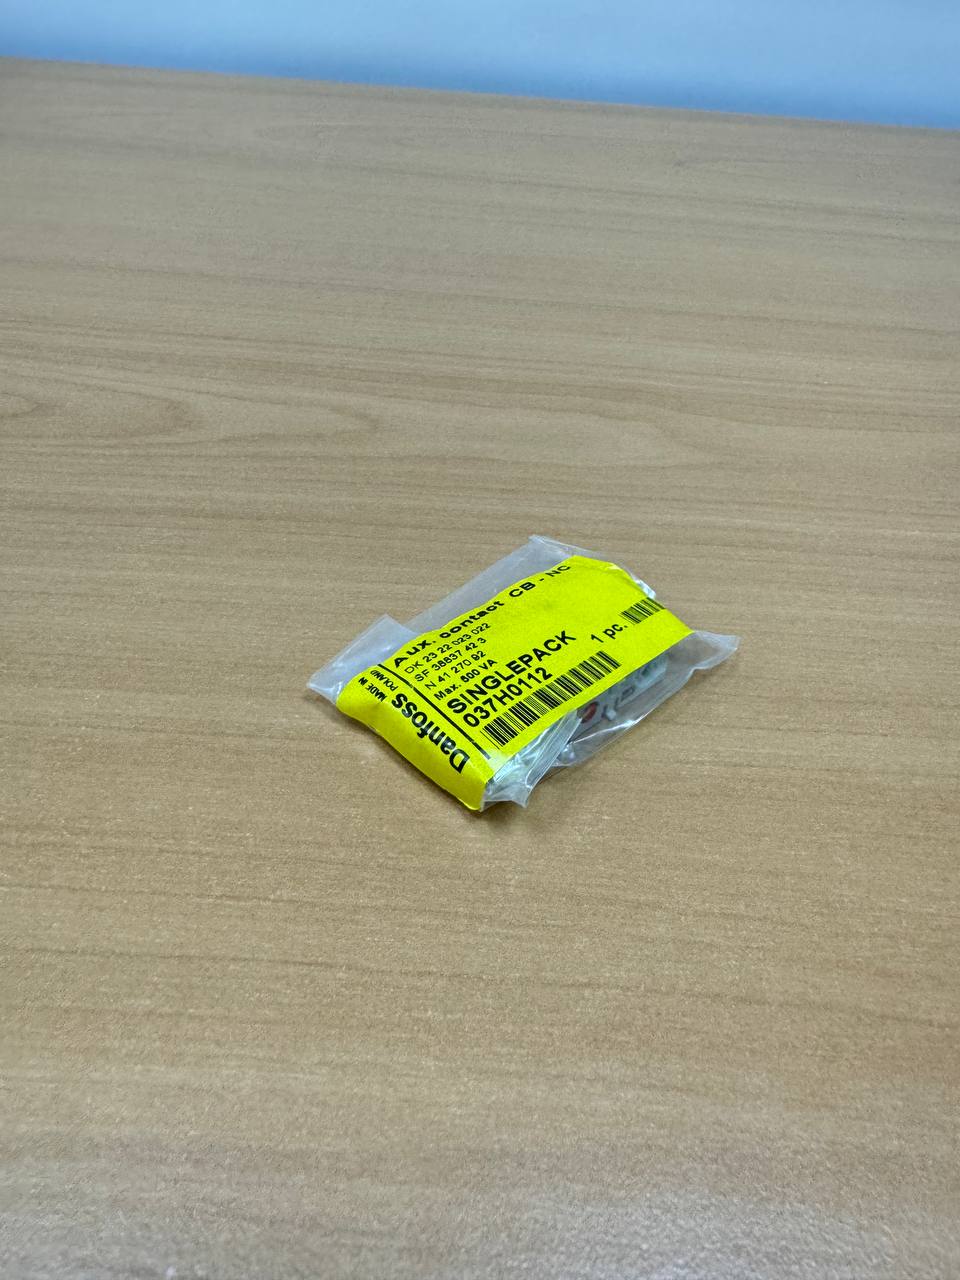 Danfoss
MADE IN
POLAND
Aux. contact CB - NC
DK 23 22 023 022
SF 38837 42 3
N 41 270 92
Max. 500 VA
SINGLEPACK
037H0112
1 pc.